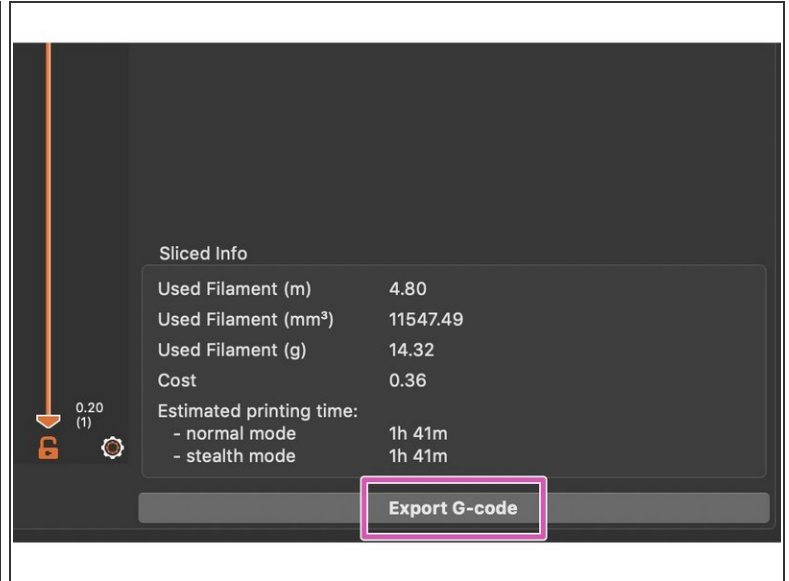 Sliced Info
Used Filament (m) 4.80
Used Filament (mm³) 11547.49
Used Filament (g) 14.32
Cost 0.36
0.20
(1)
Estimated printing time:
- normal mode 1h 41m
- stealth mode 1h 41m
Export G-code